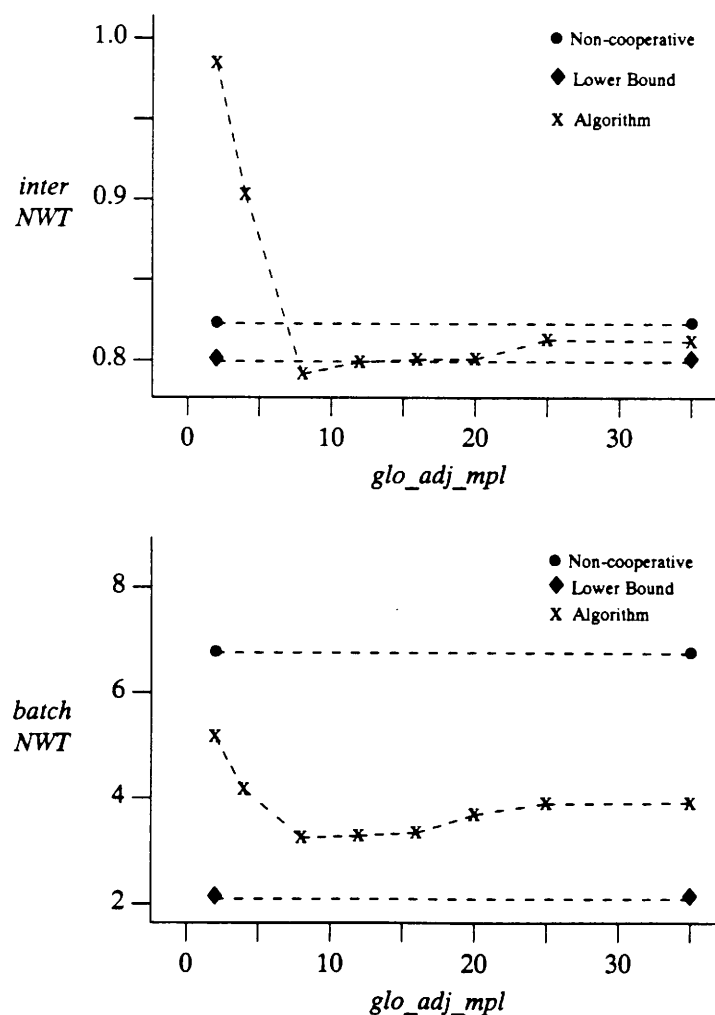 1.0
● Non-cooperative
◆ Lower Bound
x Algorithm
inter
NWT
0.9
0.8
0 10 20 30
glo_adj_mpl
● Non-cooperative
◆ Lower Bound
x Algorithm
8
6
batch
NWT
4
2
0 10 20 30
glo_adj_mpl